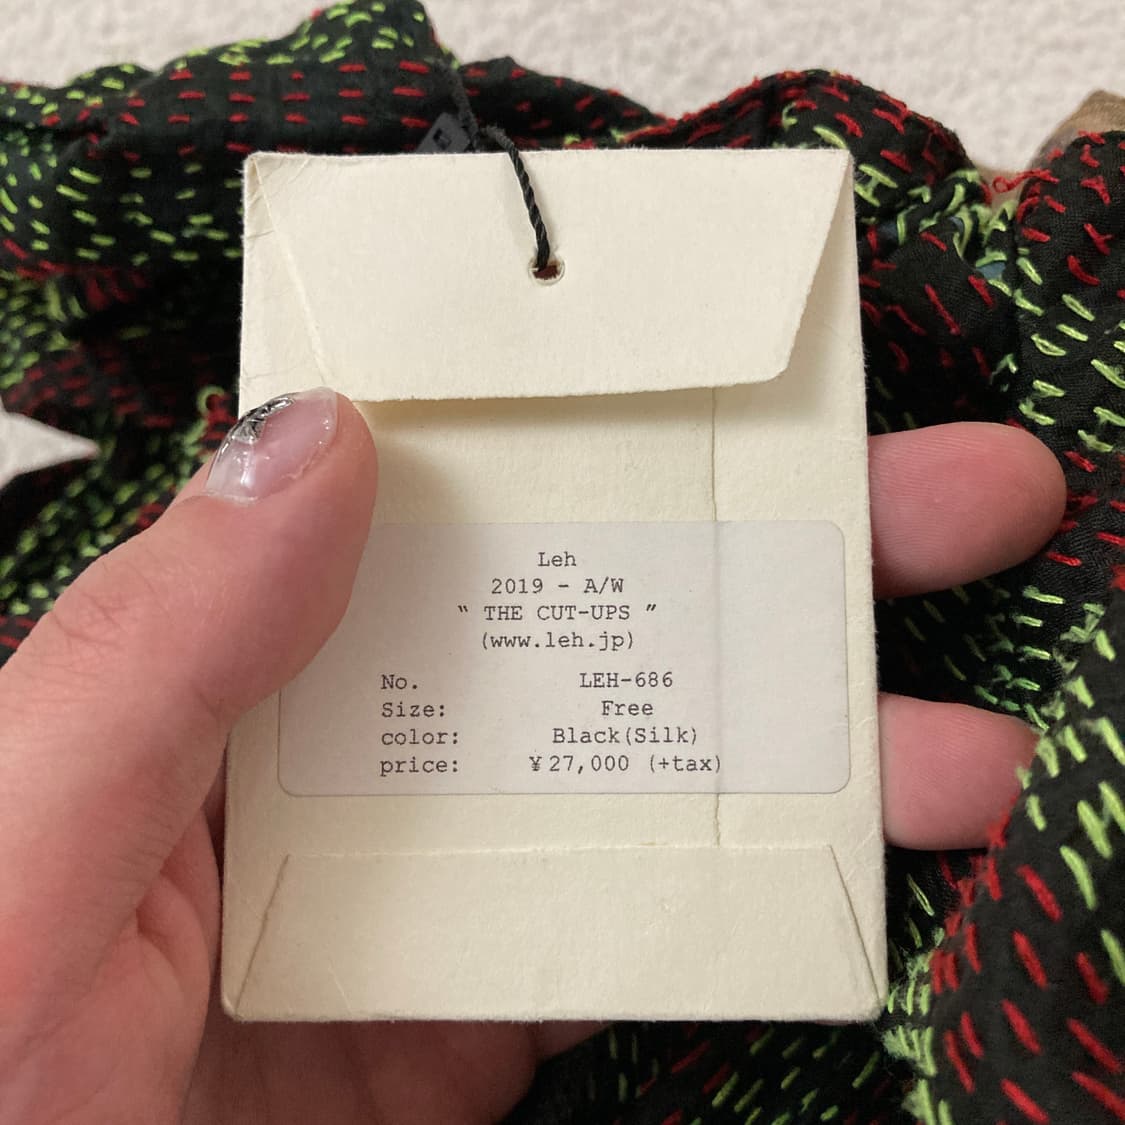 Leh
2019 - A/W
" THE CUT-UPS "
(www.leh.jp)
No. LEH-686
Size: Free
color: Black(Silk)
price: ¥27,000 (+tax)